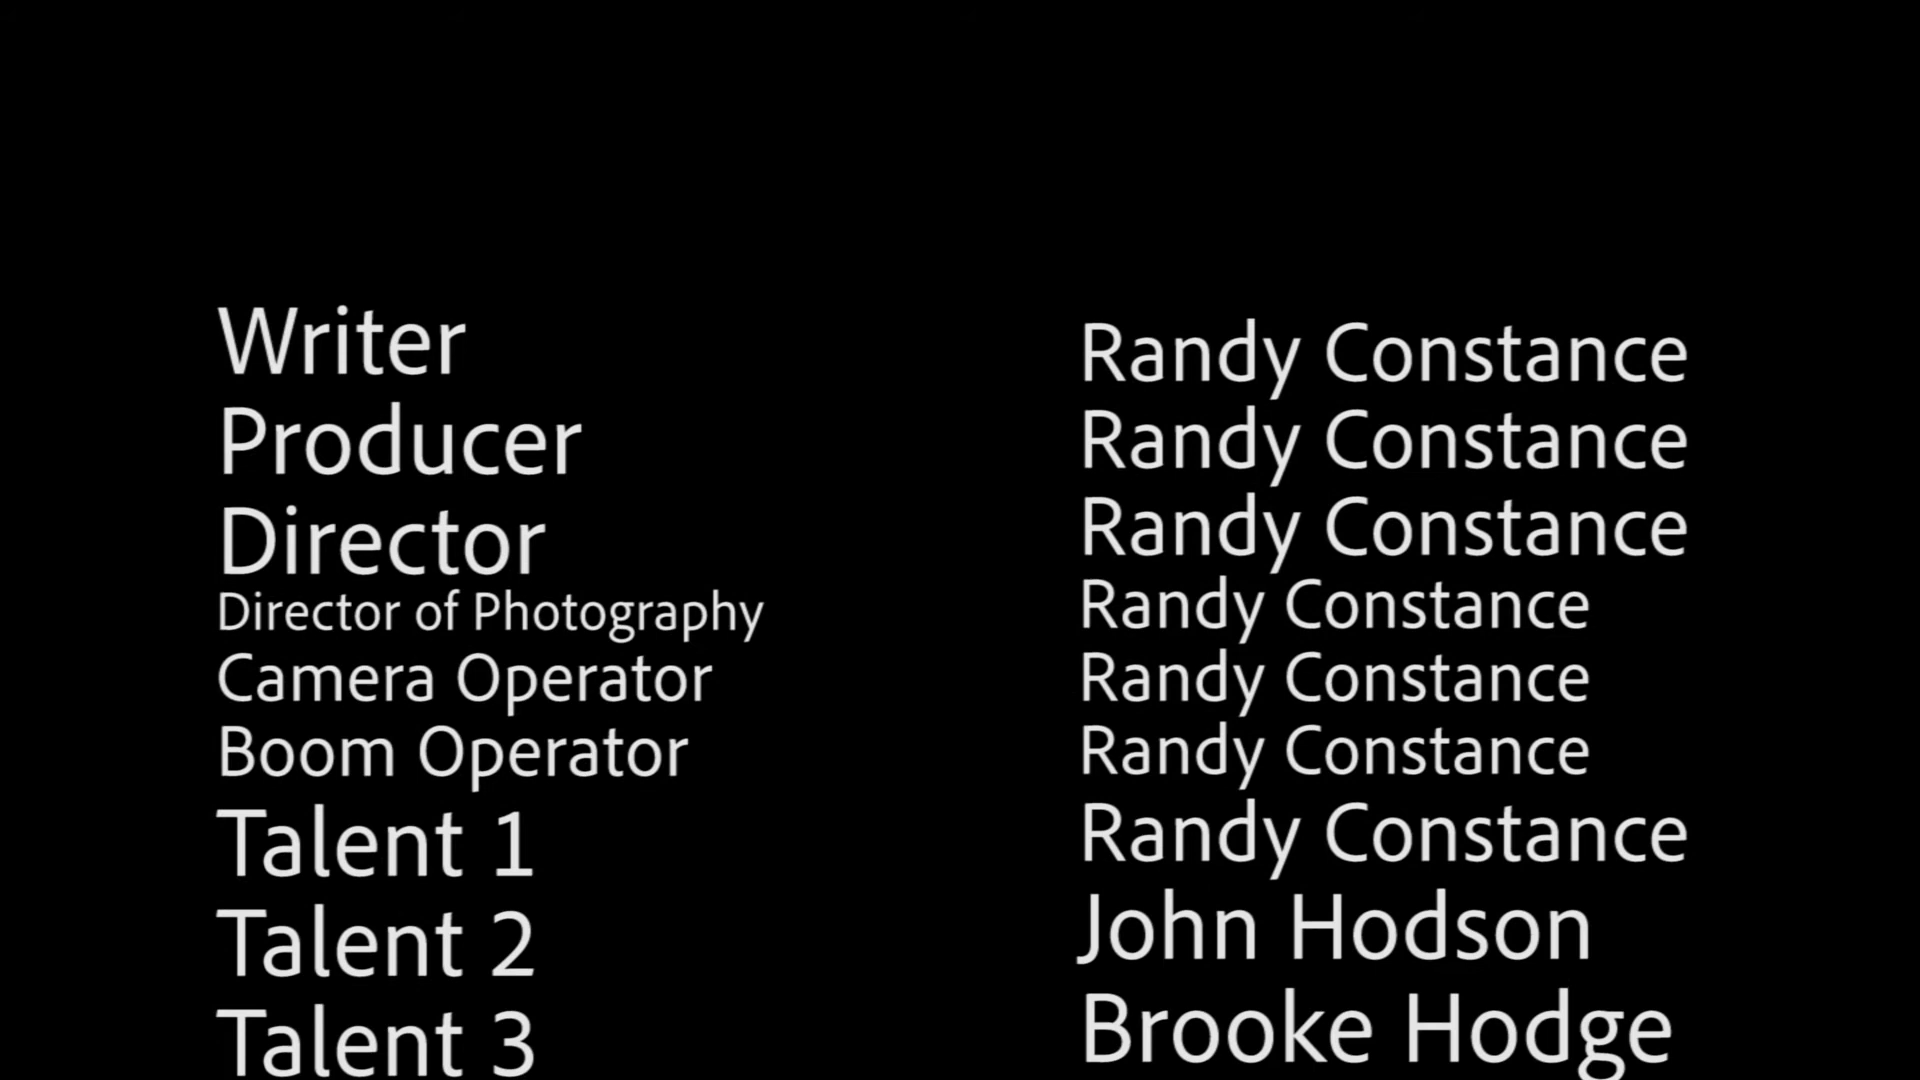 Writer Randy Constance
Producer Randy Constance
Director Randy Constance
Director of Photography Randy Constance
Camera Operator Randy Constance
Boom Operator Randy Constance
Talent 1 Randy Constance
Talent 2 John Hodson
Talent 3 Brooke Hodge